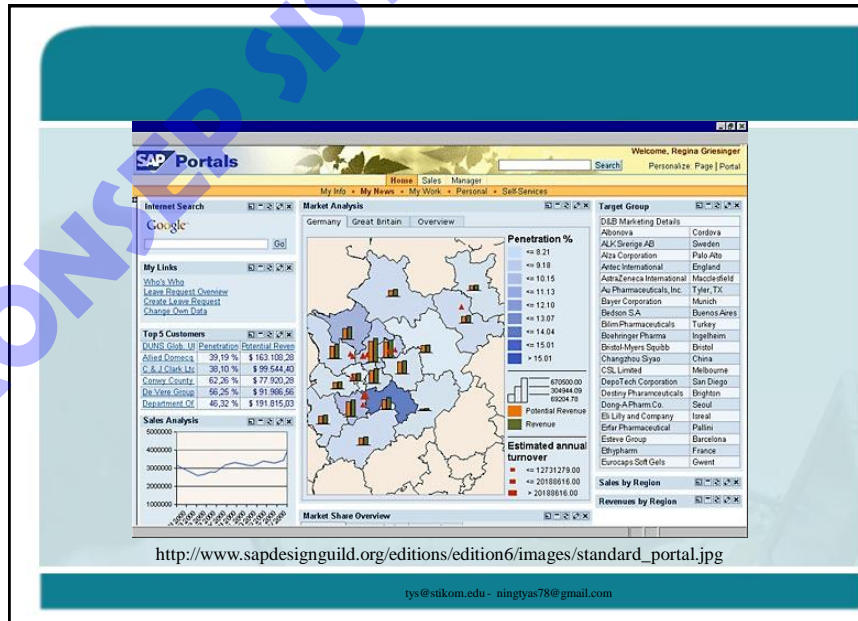 KONSEP SIS
SAP Portals
Welcome, Regina Griesinger
Search
Personalize: Page | Portal
Home Sales Manager
My Info • My News • My Work • Personal • Self-Services
Internet Search
Google
Go
My Links
Who's Who
Leave Request Overview
Create Leave Request
Change Own Data
Top 5 Customers
DUNS Glob. Ul Penetration Potential Reven
Allied Domecq 39,19 % $ 163.108,28
C & J Clark Ltc 38,10 % $ 99.544,40
Conwy County 62,26 % $ 77.920,28
De Vere Group 56,25 % $ 91.986,56
Department Of 46,32 % $ 191.815,03
Sales Analysis
5000000
4000000
3000000
2000000
1000000
Market Analysis
Germany Great Britain Overview
Penetration %
<= 8.21
<= 9.18
<= 10.15
<= 11.13
<= 12.10
<= 13.07
<= 14.04
<= 15.01
> 15.01
670500.00
304944.09
69204.78
Potential Revenue
Revenue
Estimated annual
turnover
<= 12731279.00
<= 20188616.00
> 20188616.00
Market Share Overview
Target Group
D&B Marketing Details
Albonova Cordova
ALK Sverige AB Sweden
Alza Corporation Palo Alto
Antec International England
AstraZeneca International Macclesfield
Au Pharmaceuticals, Inc. Tyler, TX
Bayer Corporation Munich
Bedson S.A. Buenos Aires
Bilim Pharmaceuticals Turkey
Boehringer Pharma Ingelheim
Bristol-Myers Squibb Bristol
Changzhou Siyao China
CSL Limited Melbourne
DepoTech Corporation San Diego
Destiny Pharamceuticals Brighton
Dong-A Pharm.Co. Seoul
Eli Lilly and Company Isreal
Erfar Pharmaceutical Pallini
Esteve Group Barcelona
Ethypharm France
Eurocaps Soft Gels Gwent
Sales by Region
Revenues by Region
http://www.sapdesignguild.org/editions/edition6/images/standard_portal.jpg
tys@stikom.edu - ningtyas78@gmail.com